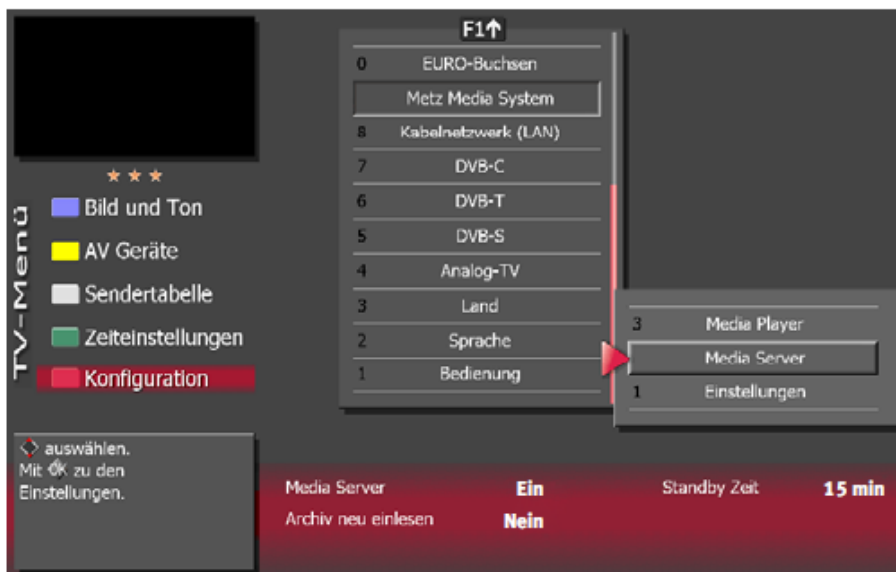 F1↑
0 EURO-Buchsen
Metz Media System
8 Kabelnetzwerk (LAN)
7 DVB-C
6 DVB-T
5 DVB-S
4 Analog-TV
3 Land
2 Sprache
1 Bedienung
3 Media Player
Media Server
1 Einstellungen
TV-Menü
Bild und Ton
AV Geräte
Sendertabelle
Zeiteinstellungen
Konfiguration
auswählen.
Mit OK zu den
Einstellungen.
Media Server Ein Standby Zeit 15 min
Archiv neu einlesen Nein